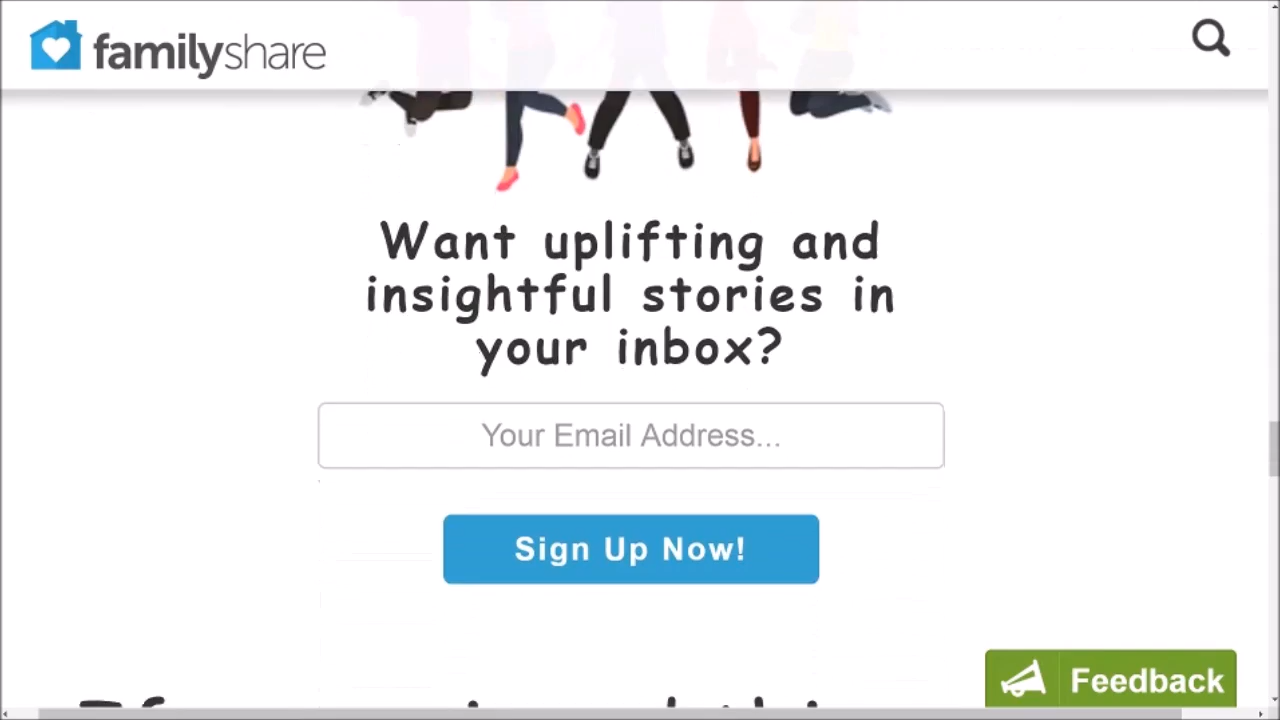 familyshare
Want uplifting and
insightful stories in
your inbox?
Your Email Address...
Sign Up Now!
Feedback